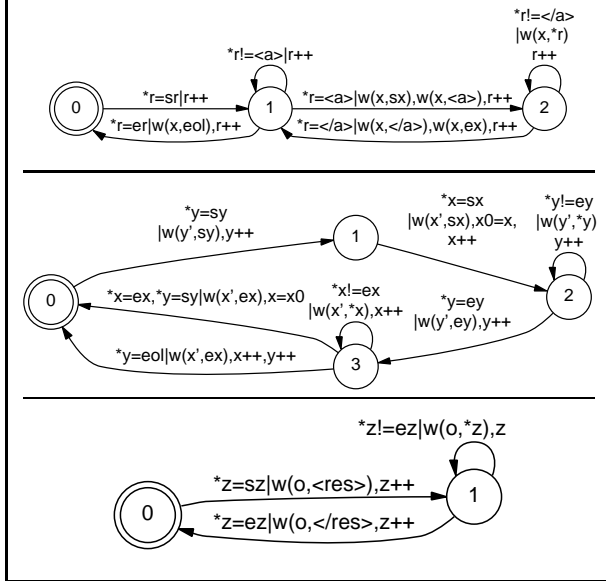 *r!=</a>
|w(x,*r)
r++
*r!=<a>|r++
0
*r=sr|r++
1
*r=<a>|w(x,sx),w(x,<a>),r++
2
*r=er|w(x,eol),r++
*r=</a>|w(x,</a>),w(x,ex),r++
*y=sy
|w(y',sy),y++
1
*x=sx
|w(x',sx),x0=x,
x++
*y!=ey
|w(y',*y)
y++
0
*x=ex,*y=sy|w(x',ex),x=x0
*x!=ex
|w(x',*x),x++
*y=ey
|w(y',ey),y++
2
*y=eol|w(x',ex),x++,y++
3
*z!=ez|w(o,*z),z
0
*z=sz|w(o,<res>),z++
1
*z=ez|w(o,</res>,z++